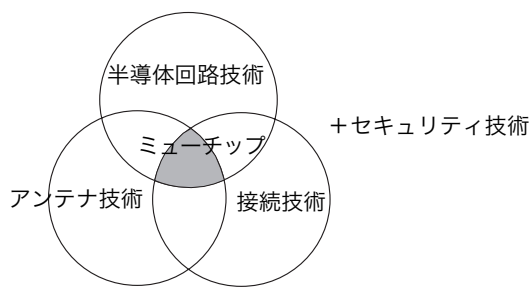 半導体回路技術
＋セキュリティ技術
ミューチップ
アンテナ技術
接続技術